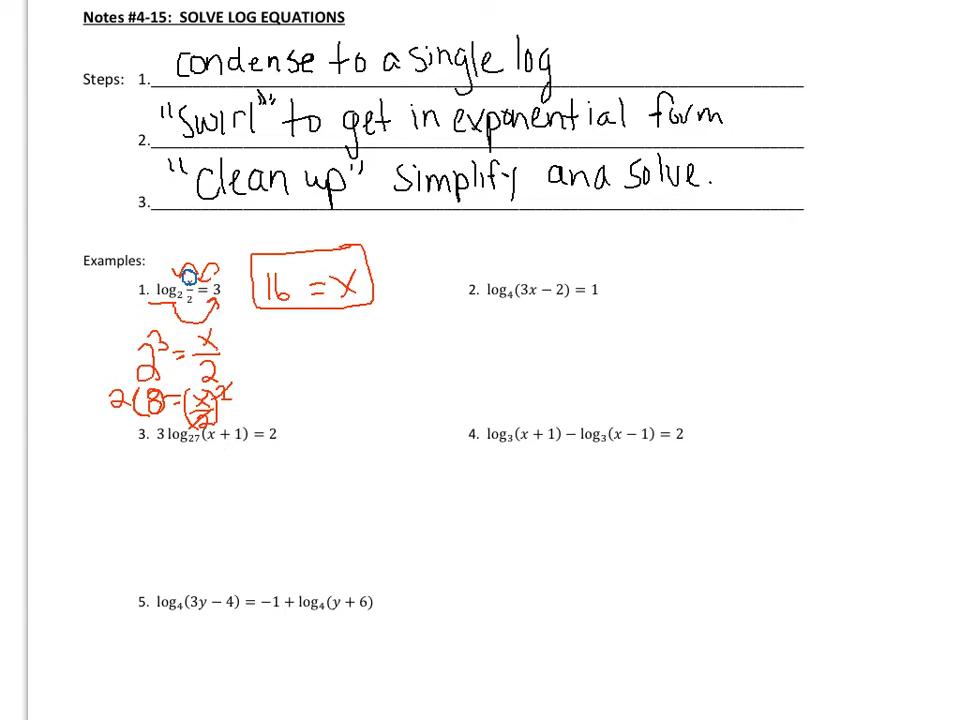 Notes #4-15: SOLVE LOG EQUATIONS
Steps: 1. condense to a single log
2. "swirl" to get in exponential form
3. "clean up" simplify and solve.
Examples:
1. log₂ x/2 = 3
16 = x
2. log₄(3x − 2) = 1
2³ = x/2
2(8 = (x/2)2
3. 3 log₂₇(x + 1) = 2
4. log₃(x + 1) − log₃(x − 1) = 2
5. log₄(3y − 4) = −1 + log₄(y + 6)